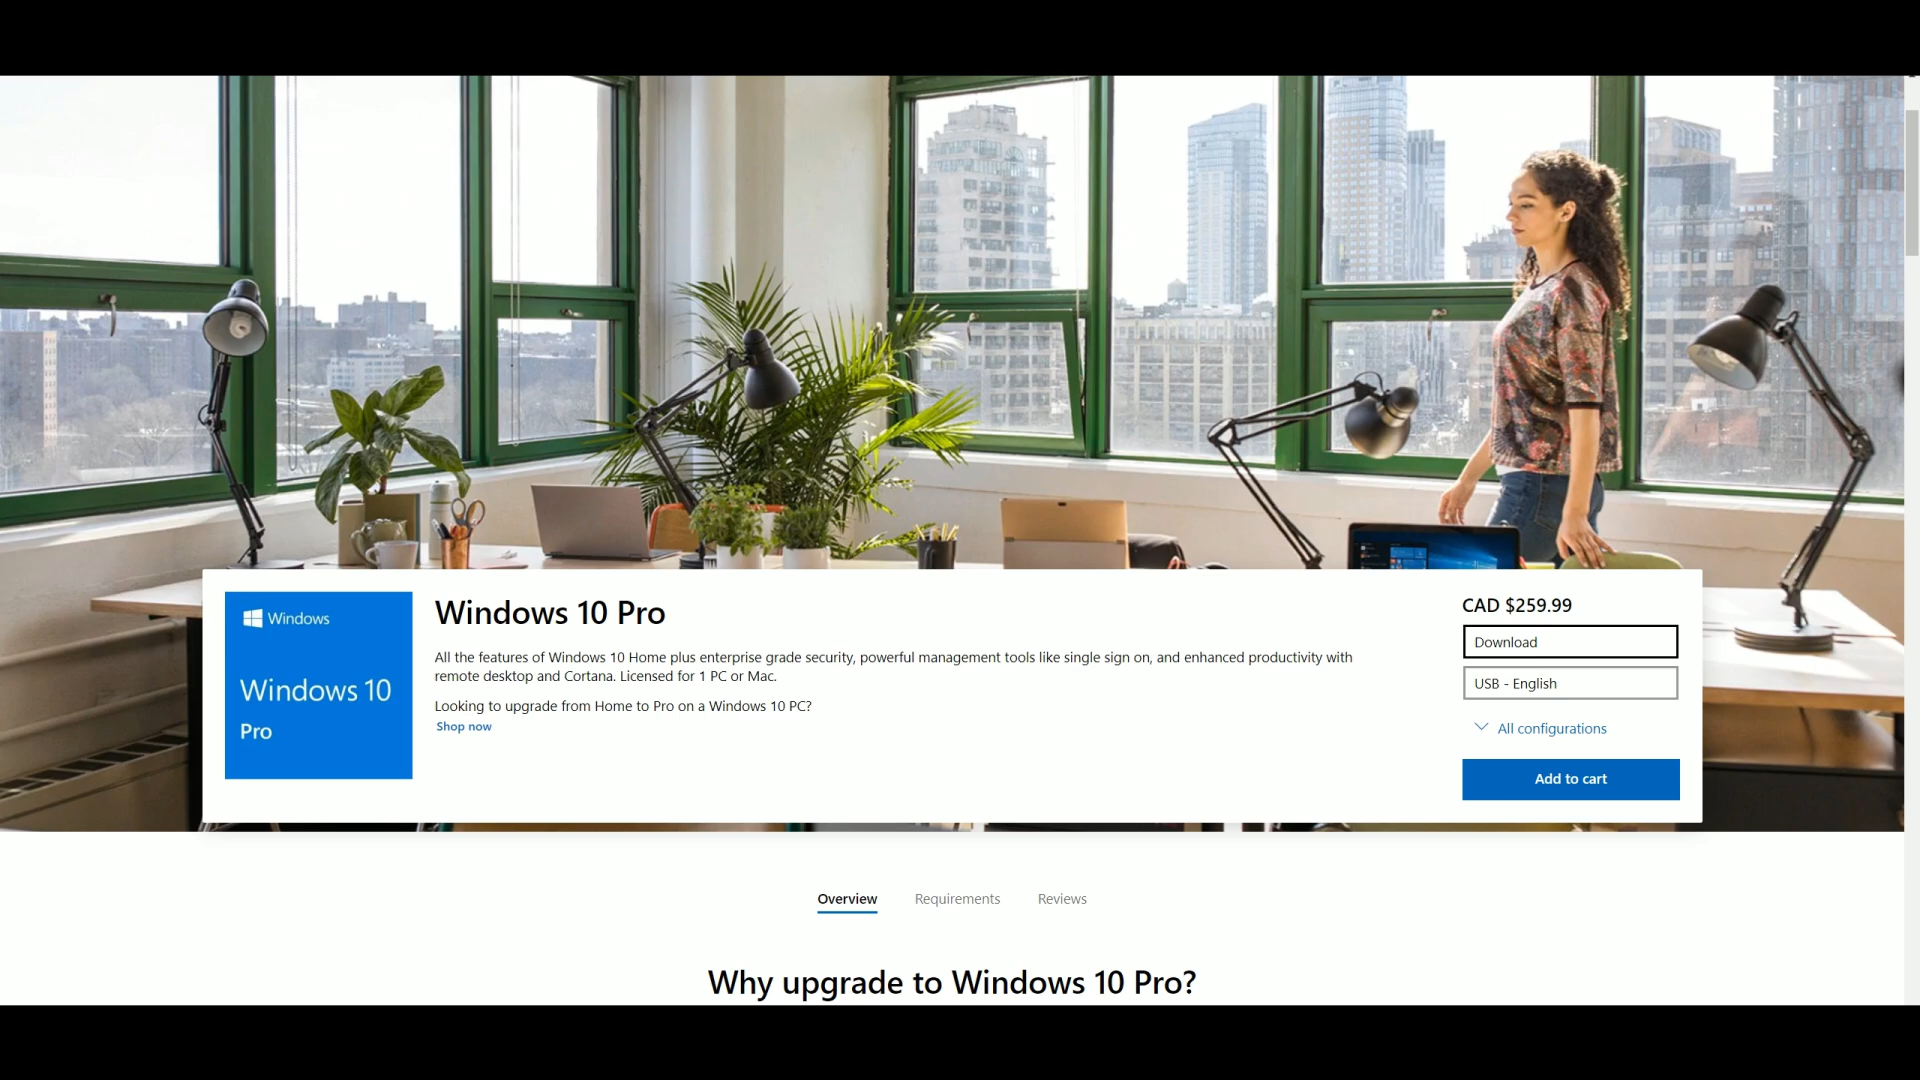 Windows
Windows 10
Pro
Windows 10 Pro
All the features of Windows 10 Home plus enterprise grade security, powerful management tools like single sign on, and enhanced productivity with
remote desktop and Cortana. Licensed for 1 PC or Mac.
Looking to upgrade from Home to Pro on a Windows 10 PC?
Shop now
CAD $259.99
Download
USB - English
All configurations
Add to cart
Overview
Requirements
Reviews
Why upgrade to Windows 10 Pro?